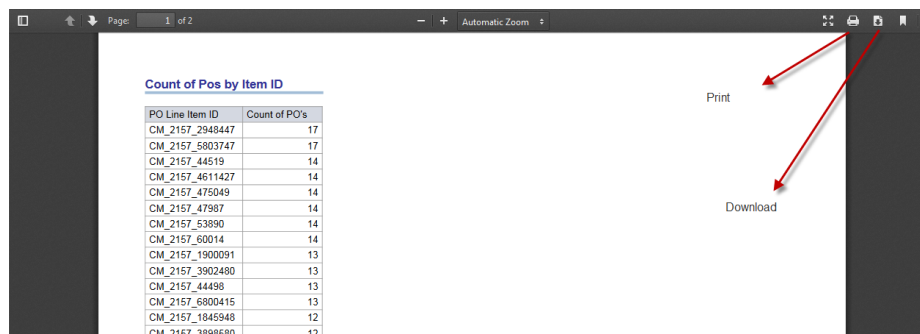 Page: 1 of 2 Automatic Zoom
Count of Pos by Item ID
Print
PO Line Item ID Count of PO's
CM_2157_2948447 17
CM_2157_5803747 17
CM_2157_44519 14
CM_2157_4611427 14
CM_2157_475049 14
CM_2157_47987 14
Download
CM_2157_53890 14
CM_2157_60014 14
CM_2157_1900091 13
CM_2157_3902480 13
CM_2157_44498 13
CM_2157_6800415 13
CM_2157_1845948 12
CM_2157_3898580 12